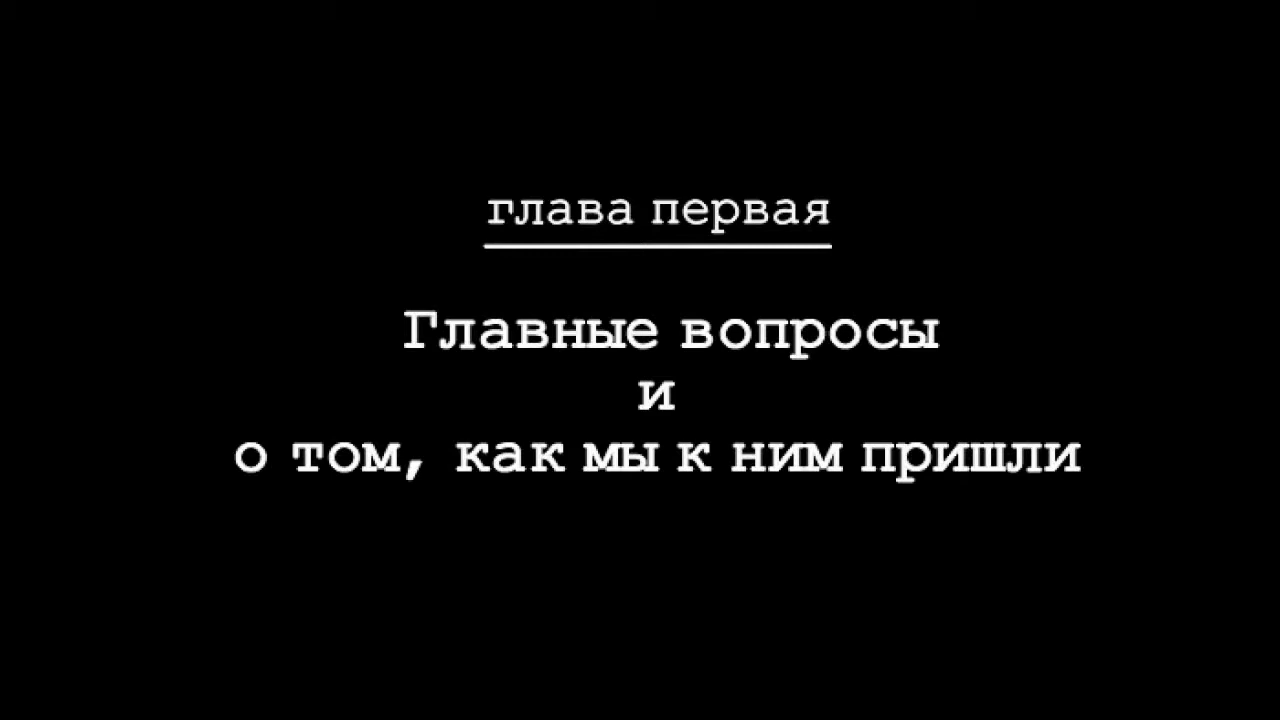 глава первая
Главные вопросы
и
о том, как мы к ним пришли